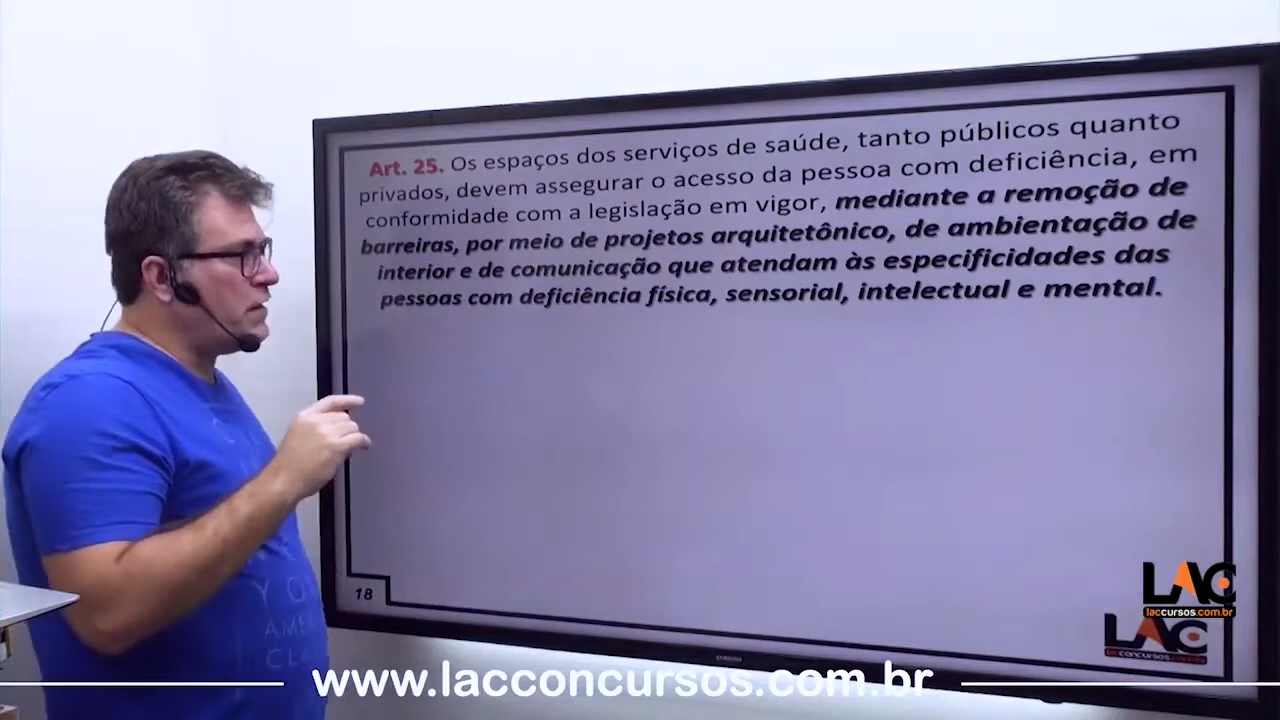 Art. 25. Os espaços dos serviços de saúde, tanto públicos quanto
privados, devem assegurar o acesso da pessoa com deficiência, em
conformidade com a legislação em vigor, mediante a remoção de
barreiras, por meio de projetos arquitetônico, de ambientação de
interior e de comunicação que atendam às especificidades das
pessoas com deficiência física, sensorial, intelectual e mental.
18
LAC
laccursos.com.br
LAC
www.lacconcursos.com.br